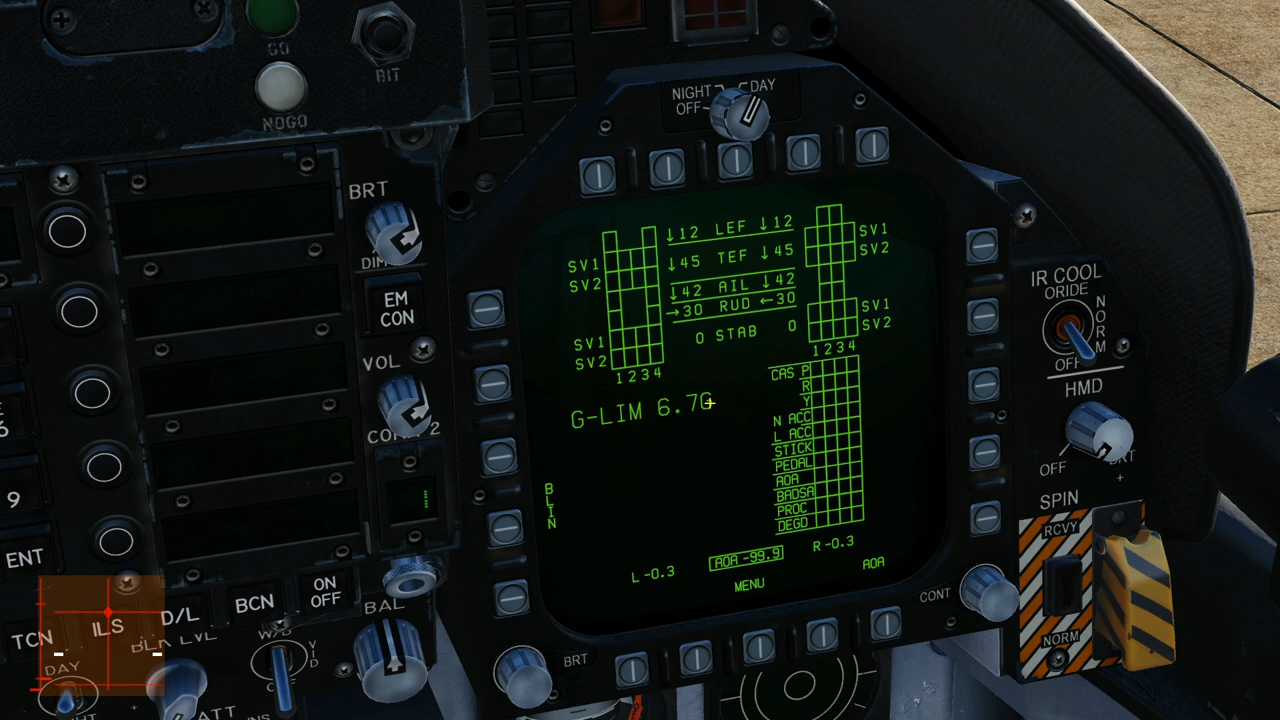 GO
BIT
NOGO
NIGHT DAY
OFF
BRT
DIM
EM
CON
VOL
COMM 2
6
9
ENT
ON
OFF
BCN
D/L
ILS
TCN
BAL
DAY
ATT
↓12 LEF ↓12
SV1 ↓45 TEF ↓45 SV1
SV2 SV2
↓42 AIL ↓42
→30 RUD ←30
SV1 0 STAB 0 SV1
SV2 SV2
1 2 3 4 1 2 3 4
G-LIM 6.7G
CAS P
R
Y
N ACC
L ACC
STICK
PEDAL
AOA
BADSA
PROC
DEGD
BLIN
L -0.3 AOA -99.9 R -0.3
MENU AOA
BRT
CONT
IR COOL
ORIDE
NORM
OFF
HMD
OFF BRT
+
SPIN
RCVY
NORM